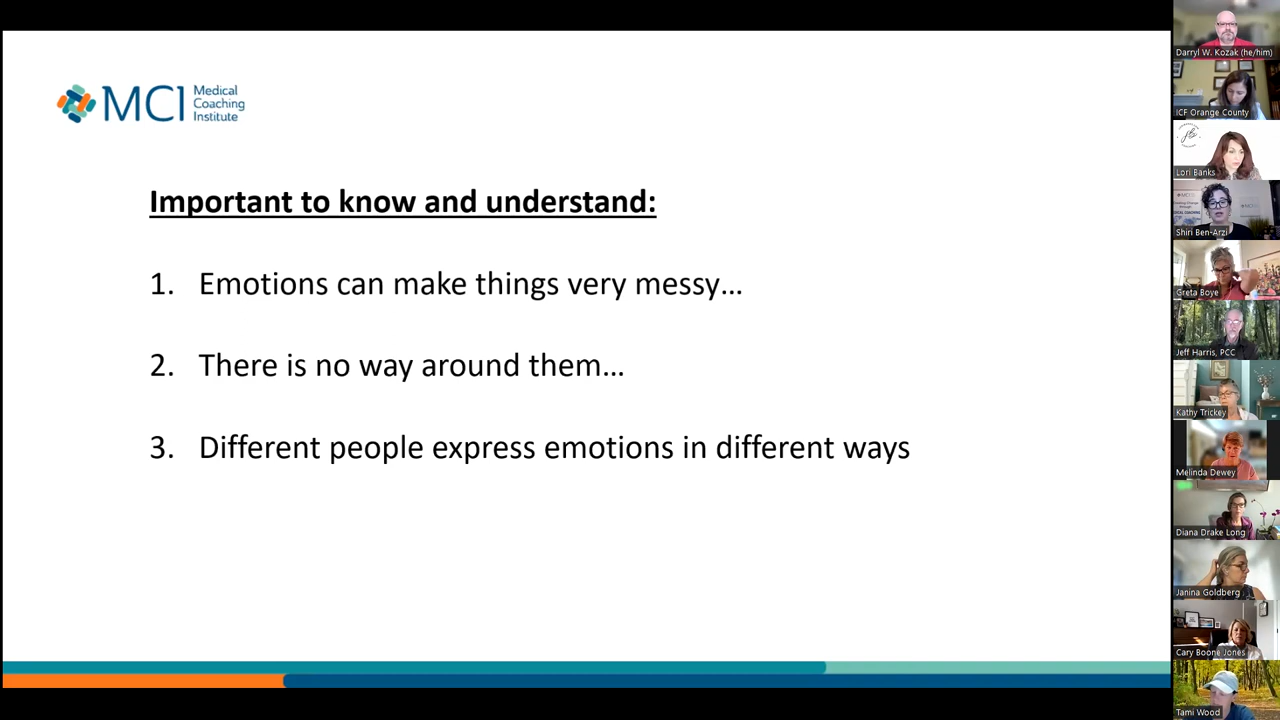 MCI Medical
Coaching
Institute
Important to know and understand:
1. Emotions can make things very messy...
2. There is no way around them...
3. Different people express emotions in different ways
Darryl W. Kozak (he/him)
ICF Orange County
Lori Banks
Shiri Ben-Arzi
Greta Boye
Jeff Harris, PCC
Kathy Trickey
Melinda Dewey
Diana Drake Long
Janina Goldberg
Cary Boone Jones
Tami Wood